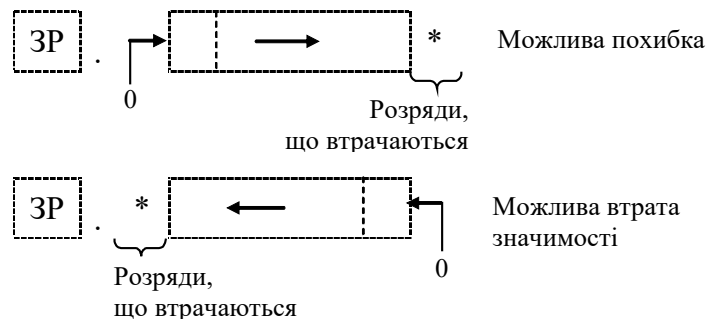 ЗР . * Можлива похибка
0
Розряди,
що втрачаються
ЗР . * Можлива втрата
значимості
0
Розряди,
що втрачаються